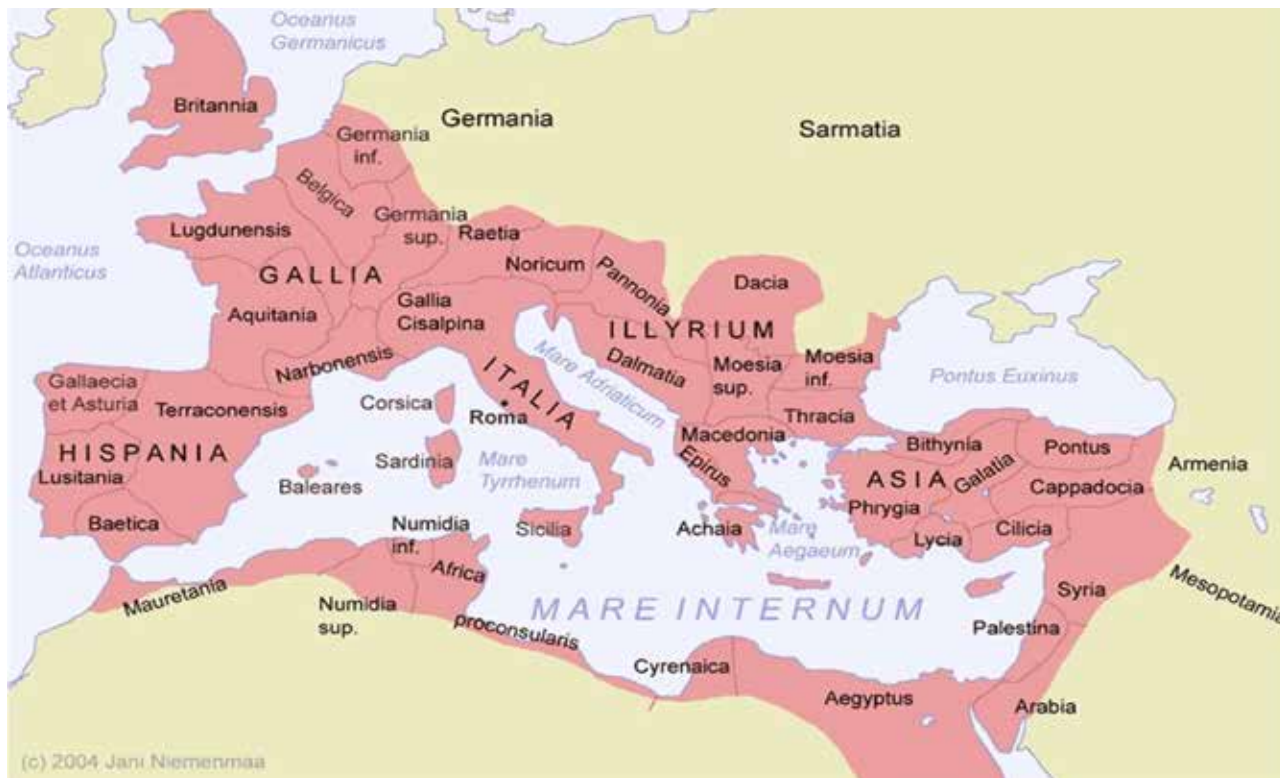 Oceanus
Germanicus
Britannia
Germania
Sarmatia
Germania
inf.
Belgica
Germania
sup.
Lugdunensis
Raetia
Oceanus
Atlanticus
GALLIA
Noricum
Pannonia
Dacia
Aquitania
Gallia
Cisalpina
ILLYRIUM
Narbonensis
ITALIA
Mare Adriaticum
Dalmatia
Moesia
sup.
Moesia
inf.
Pontus Euxinus
Gallaecia
et Asturia
Terraconensis
Corsica
Roma
Thracia
Macedonia
Bithynia
Pontus
HISPANIA
Sardinia
Mare
Tyrrhenum
Epirus
ASIA
Galatia
Armenia
Lusitania
Baleares
Cappadocia
Phrygia
Baetica
Numidia
inf.
Sicilia
Achaia
Mare
Aegaeum
Lycia
Cilicia
Africa
Mauretania
Numidia
sup.
proconsularis
MARE INTERNUM
Syria
Mesopotamia
Palestina
Cyrenaica
Aegyptus
Arabia
(c) 2004 Jani Niemenmaa